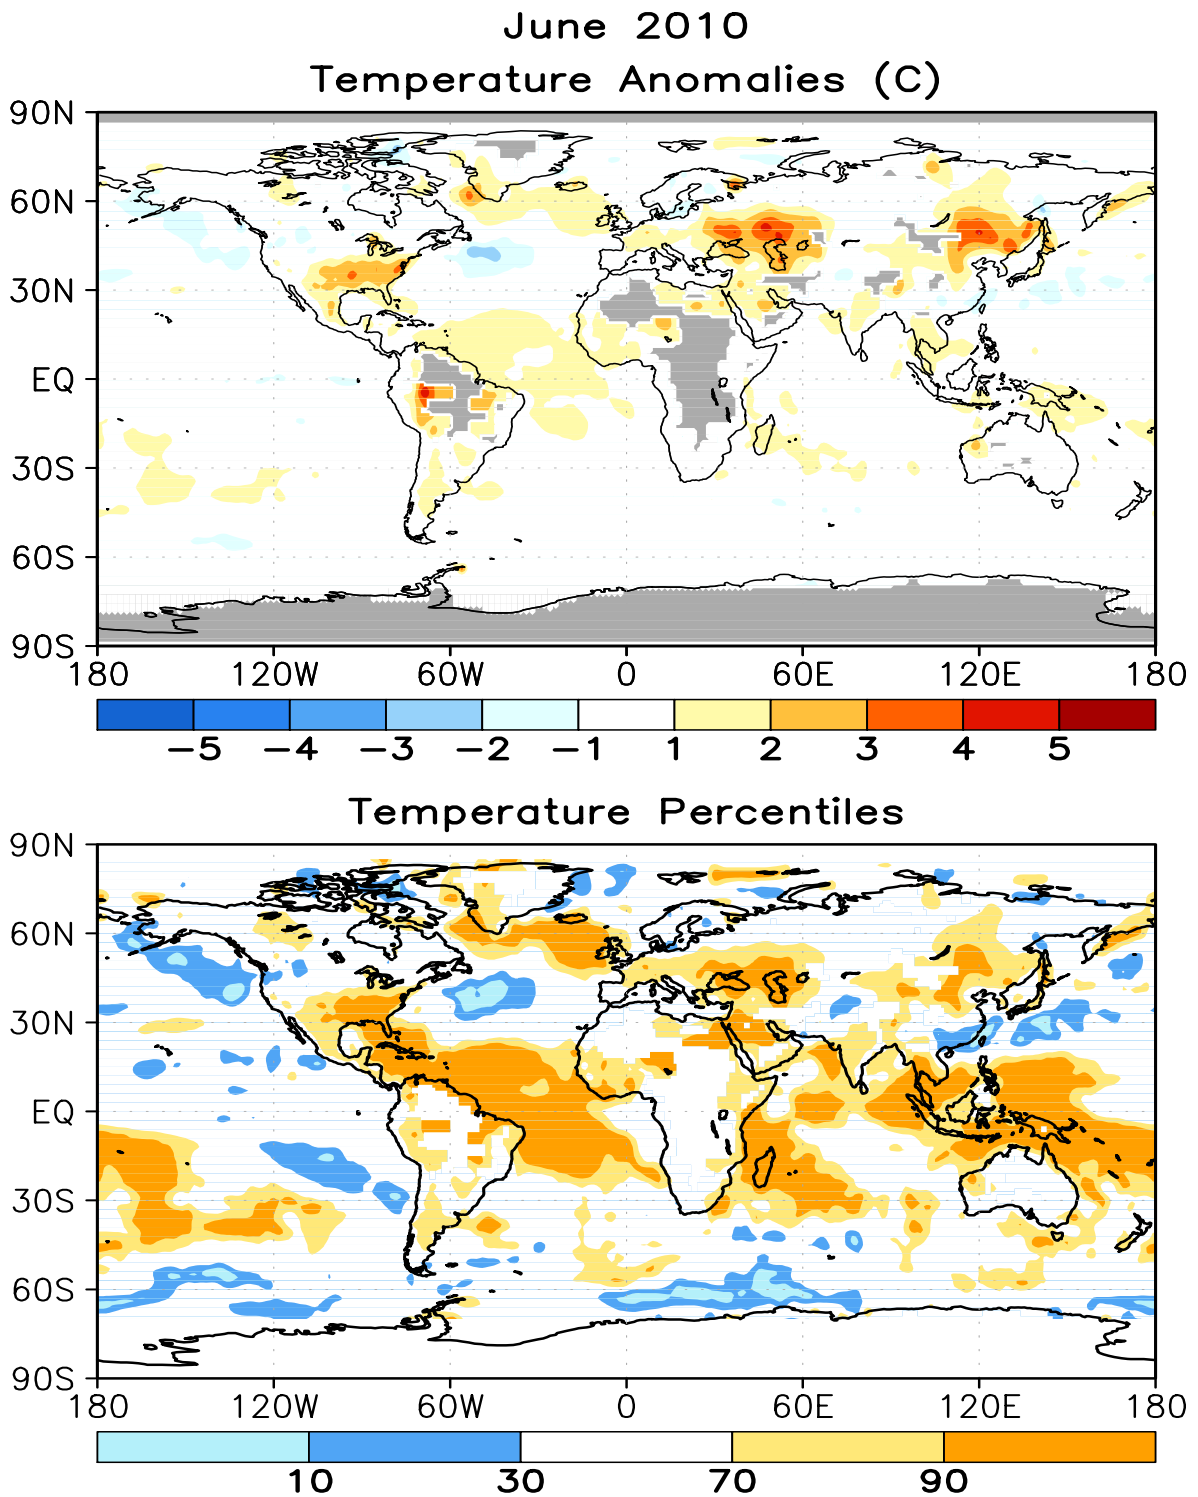 June 2010
Temperature Anomalies (C)
90N
60N
30N
EQ
30S
60S
90S
180 120W 60W 0 60E 120E 180
−5 −4 −3 −2 −1 1 2 3 4 5
Temperature Percentiles
90N
60N
30N
EQ
30S
60S
90S
180 120W 60W 0 60E 120E 180
10 30 70 90